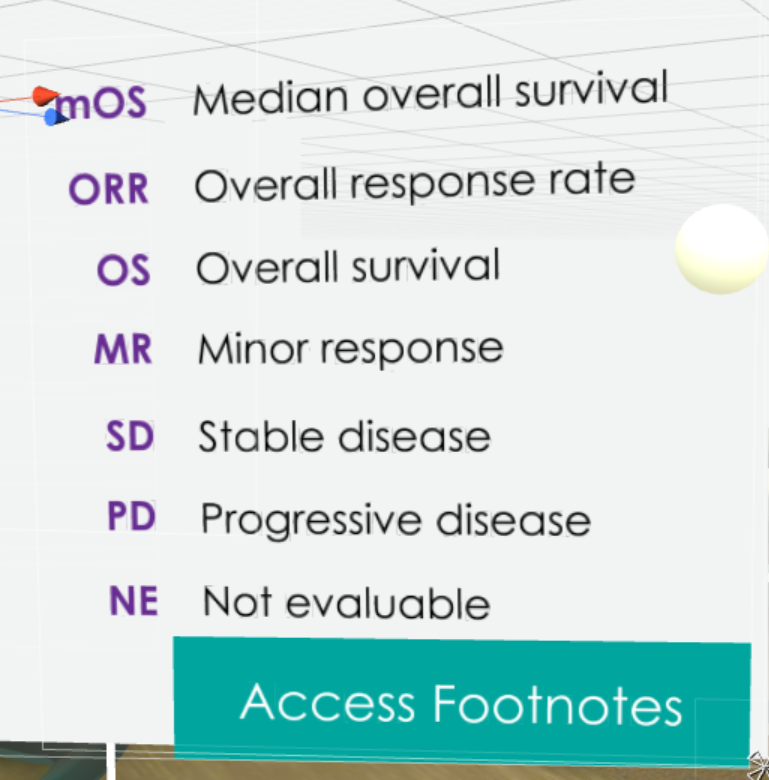 mOS Median overall survival
ORR Overall response rate
OS Overall survival
MR Minor response
SD Stable disease
PD Progressive disease
NE Not evaluable
Access Footnotes